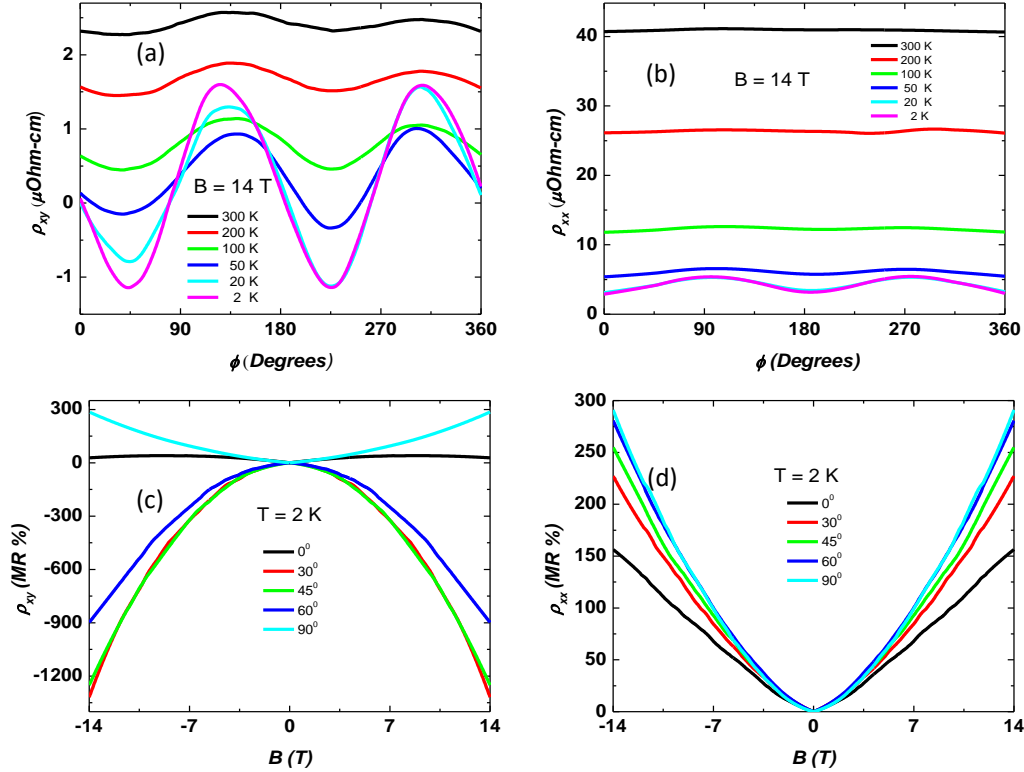 (a)
ρxy (μOhm-cm)
2
1
0
-1
B = 14 T
300 K
200 K
100 K
50 K
20 K
2 K
0 90 180 270 360
ϕ (Degrees)
(b)
ρxx (μOhm-cm)
40
30
20
10
0
B = 14 T
300 K
200 K
100 K
50 K
20 K
2 K
0 90 180 270 360
ϕ (Degrees)
(c)
ρxy (MR %)
300
0
-300
-600
-900
-1200
T = 2 K
0⁰
30⁰
45⁰
60⁰
90⁰
-14 -7 0 7 14
B (T)
(d)
ρxx (MR %)
300
250
200
150
100
50
0
T = 2 K
0⁰
30⁰
45⁰
60⁰
90⁰
-14 -7 0 7 14
B (T)